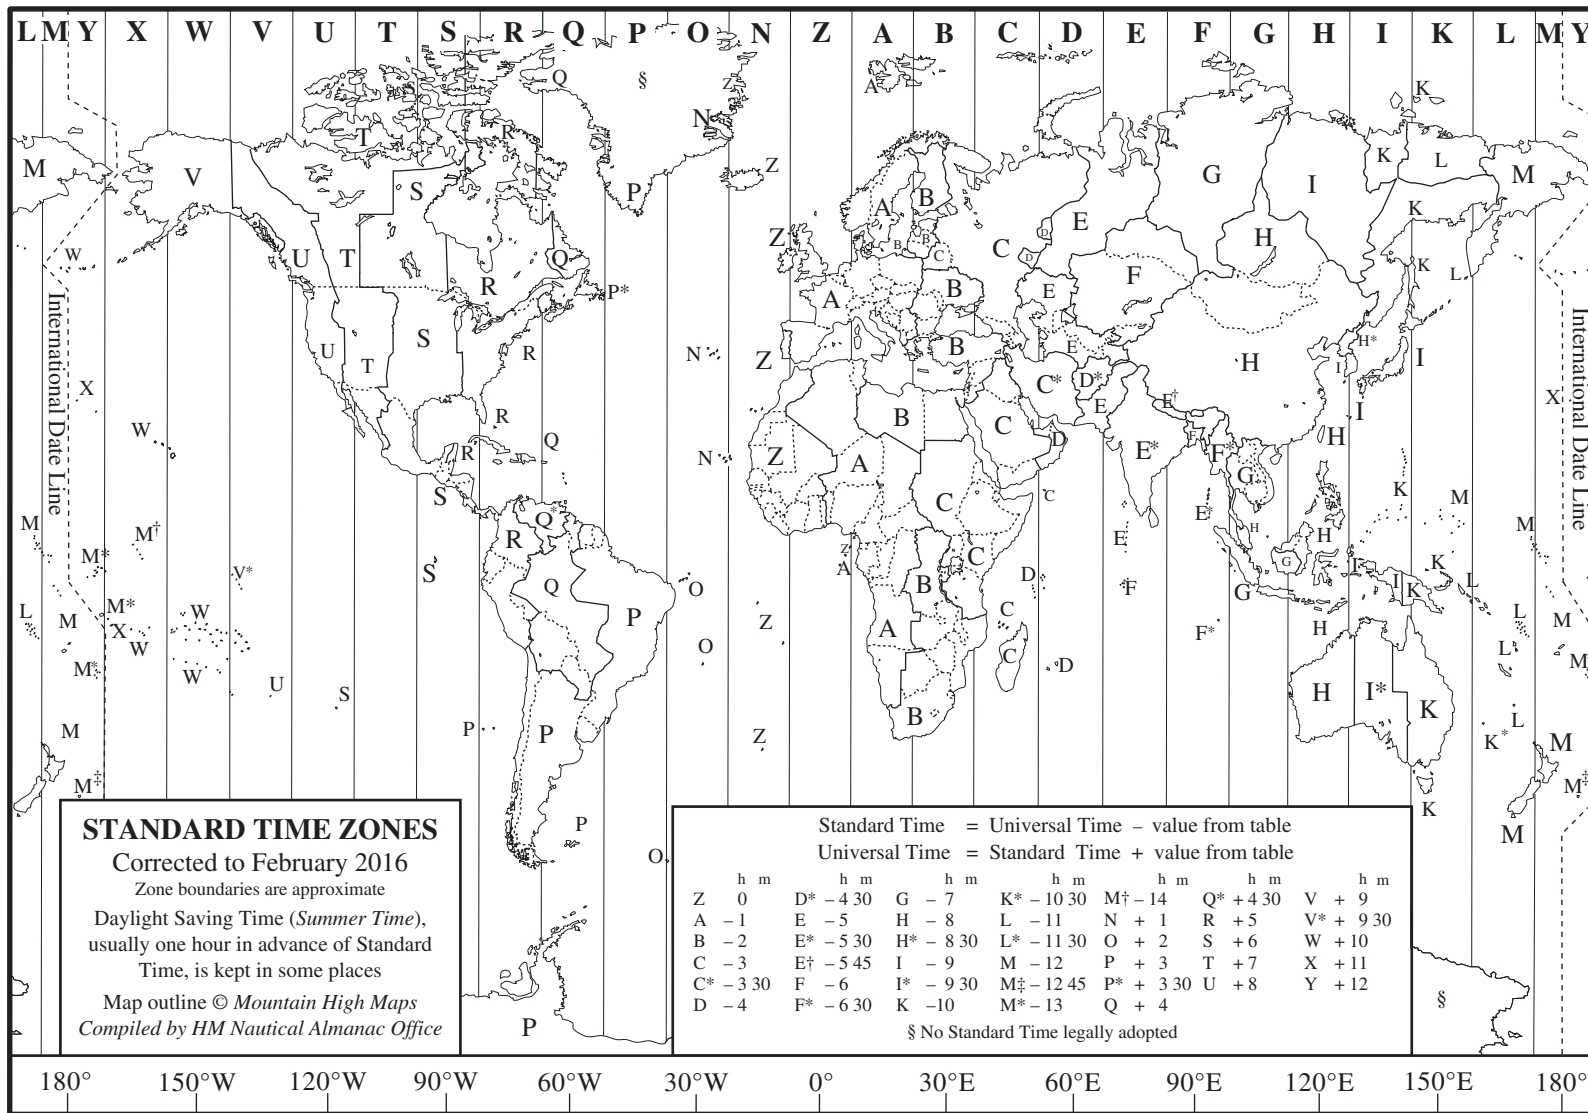 L M Y X W V U T S R Q P O N Z A B C D E F G H I K L M Y
Q § Z A K
N
T R
Z
M V S P A B E G I K L M
K
U T Q C D H
Z B B C D
W K L
R P* A B E F
International Date Line
International Date Line
U T S R N Z B E H H* I I
C* D* E E†
X X
W R Q N Z A B C D E* F* G H I
S R K M
M M† Q* R C E* H H M
M* V* S Z A C E F G I I K K L
Q B D
L M M* X W W P O Z A C F* G H L M
M* W U S O C D H I* K L M
M P P Z B K* L M
M‡ K M M‡
P O
STANDARD TIME ZONES
Corrected to February 2016
Zone boundaries are approximate
Daylight Saving Time (Summer Time),
usually one hour in advance of Standard
Time, is kept in some places
Map outline © Mountain High Maps
Compiled by HM Nautical Almanac Office
P
Standard Time = Universal Time – value from table
Universal Time = Standard Time + value from table
h m h m h m h m h m h m h m
Z 0 D* – 4 30 G – 7 K* – 10 30 M† – 14 Q* + 4 30 V + 9
A – 1 E – 5 H – 8 L – 11 N + 1 R + 5 V* + 9 30
B – 2 E* – 5 30 H* – 8 30 L* – 11 30 O + 2 S + 6 W + 10
C – 3 E† – 5 45 I – 9 M – 12 P + 3 T + 7 X + 11
C* – 3 30 F – 6 I* – 9 30 M‡ – 12 45 P* + 3 30 U + 8 Y + 12
D – 4 F* – 6 30 K –10 M* – 13 Q + 4
§ No Standard Time legally adopted
§
180° 150°W 120°W 90°W 60°W 30°W 0° 30°E 60°E 90°E 120°E 150°E 180°